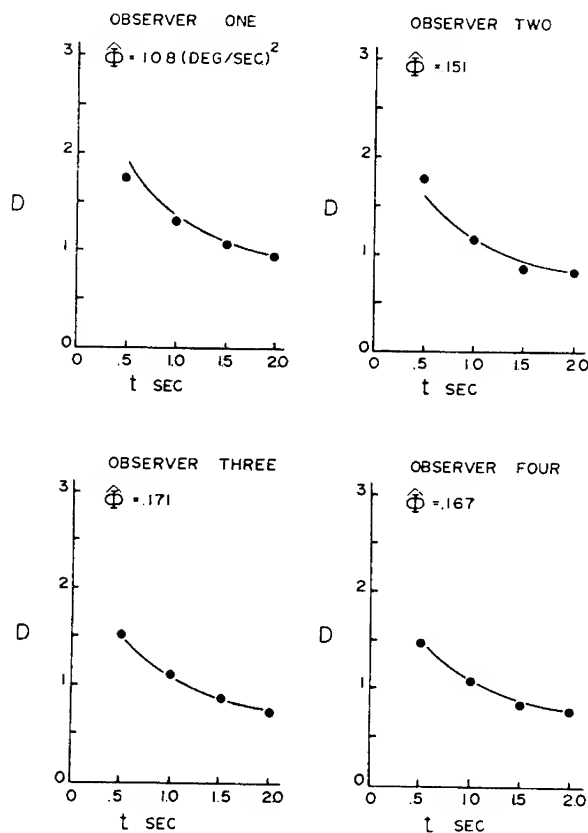 OBSERVER ONE
Φ̂ = 108 (DEG/SEC)²
3
2
D
1
0
0 .5 1.0 1.5 2.0
t SEC
OBSERVER TWO
Φ̂ = .151
3
2
D
1
0
0 .5 1.0 1.5 2.0
t SEC
OBSERVER THREE
Φ̂ = .171
3
2
D
1
0
0 .5 1.0 1.5 2.0
t SEC
OBSERVER FOUR
Φ̂ = .167
3
2
D
1
0
0 .5 1.0 1.5 2.0
t SEC